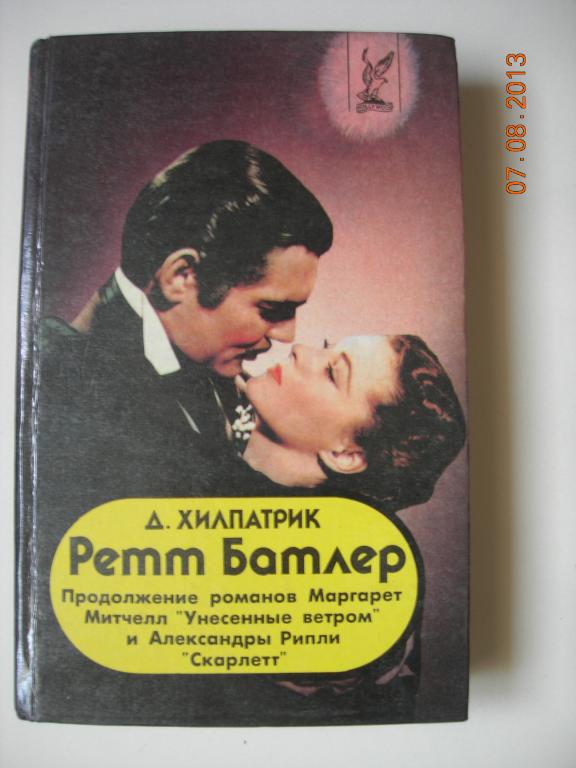 Д. ХИЛПАТРИК
Ретт Батлер
Продолжение романов Маргарет
Митчелл "Унесенные ветром"
и Александры Рипли
"Скарлетт"
07.08.2013